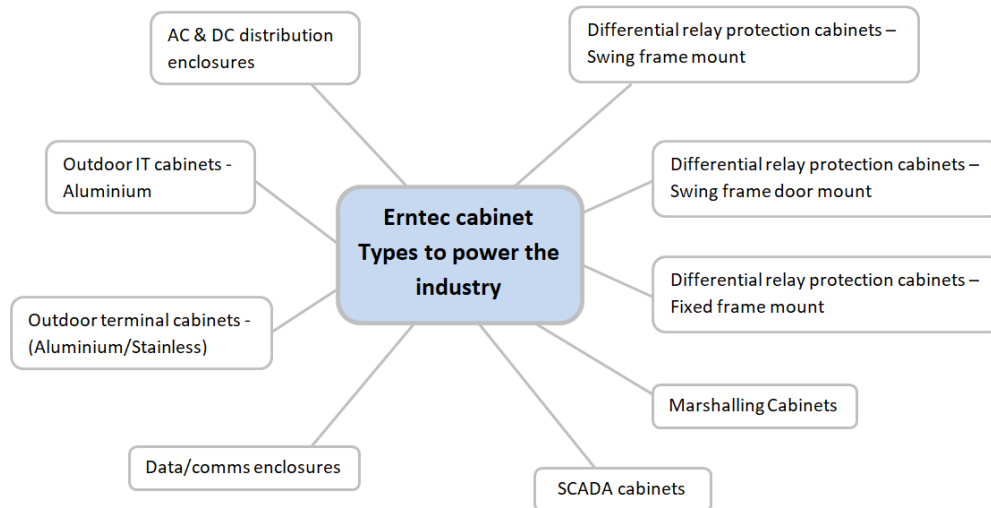 AC & DC distribution
enclosures
Differential relay protection cabinets –
Swing frame mount
Outdoor IT cabinets -
Aluminium
Differential relay protection cabinets –
Swing frame door mount
Erntec cabinet
Types to power the
industry
Differential relay protection cabinets –
Fixed frame mount
Outdoor terminal cabinets -
(Aluminium/Stainless)
Marshalling Cabinets
Data/comms enclosures
SCADA cabinets